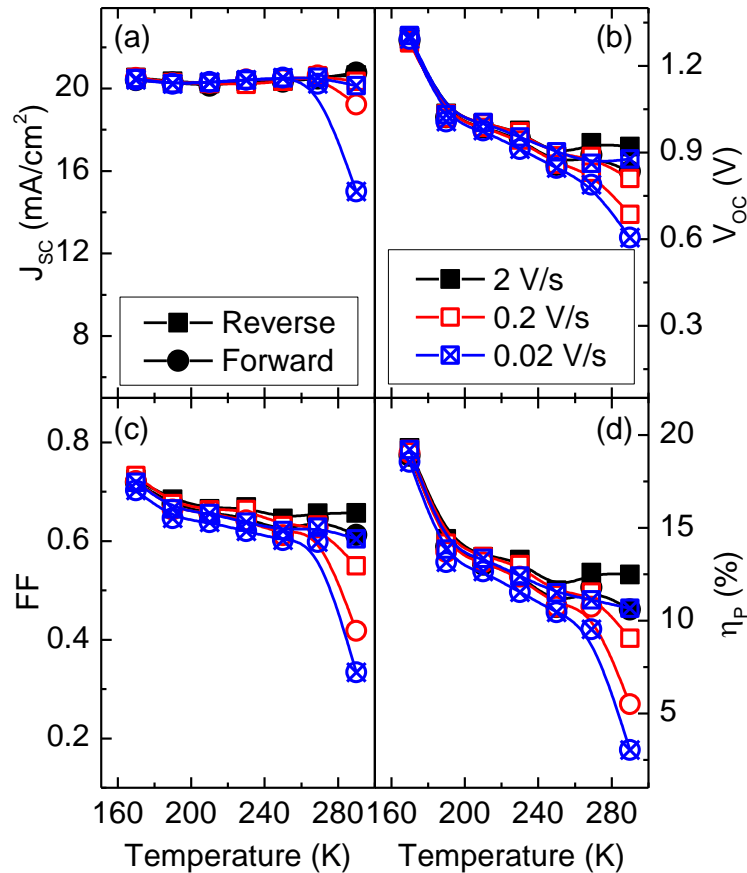 (a)
(b)
20
16
12
8
J_SC (mA/cm²)
1.2
0.9
0.6
0.3
V_OC (V)
Reverse
Forward
2 V/s
0.2 V/s
0.02 V/s
(c)
(d)
0.8
0.6
0.4
0.2
FF
20
15
10
5
η_P (%)
160 200 240 280
160 200 240 280
Temperature (K)
Temperature (K)